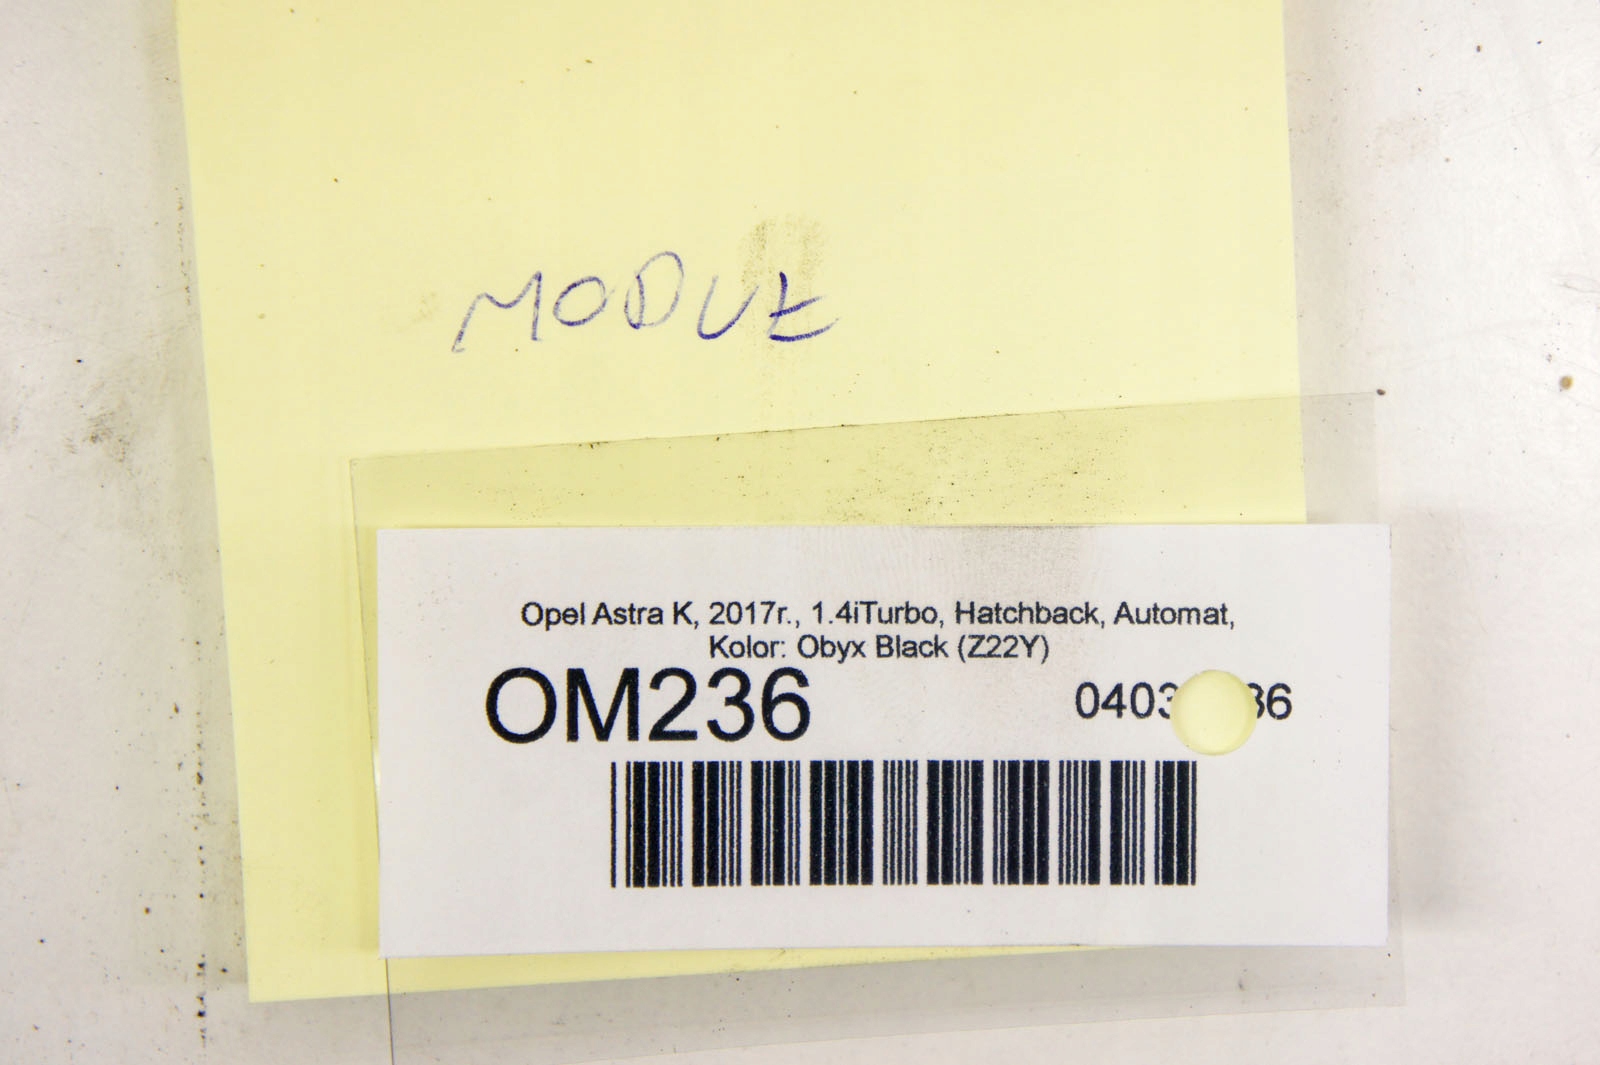 MODUŁ
Opel Astra K, 2017r., 1.4iTurbo, Hatchback, Automat,
Kolor: Obyx Black (Z22Y)
OM236